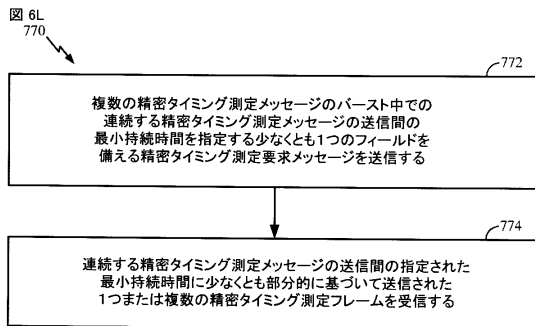 図 6L
770
772
複数の精密タイミング測定メッセージのバースト中での
連続する精密タイミング測定メッセージの送信間の
最小持続時間を指定する少なくとも1つのフィールドを
備える精密タイミング測定要求メッセージを送信する
774
連続する精密タイミング測定メッセージの送信間の指定された
最小持続時間に少なくとも部分的に基づいて送信された
1つまたは複数の精密タイミング測定フレームを受信する